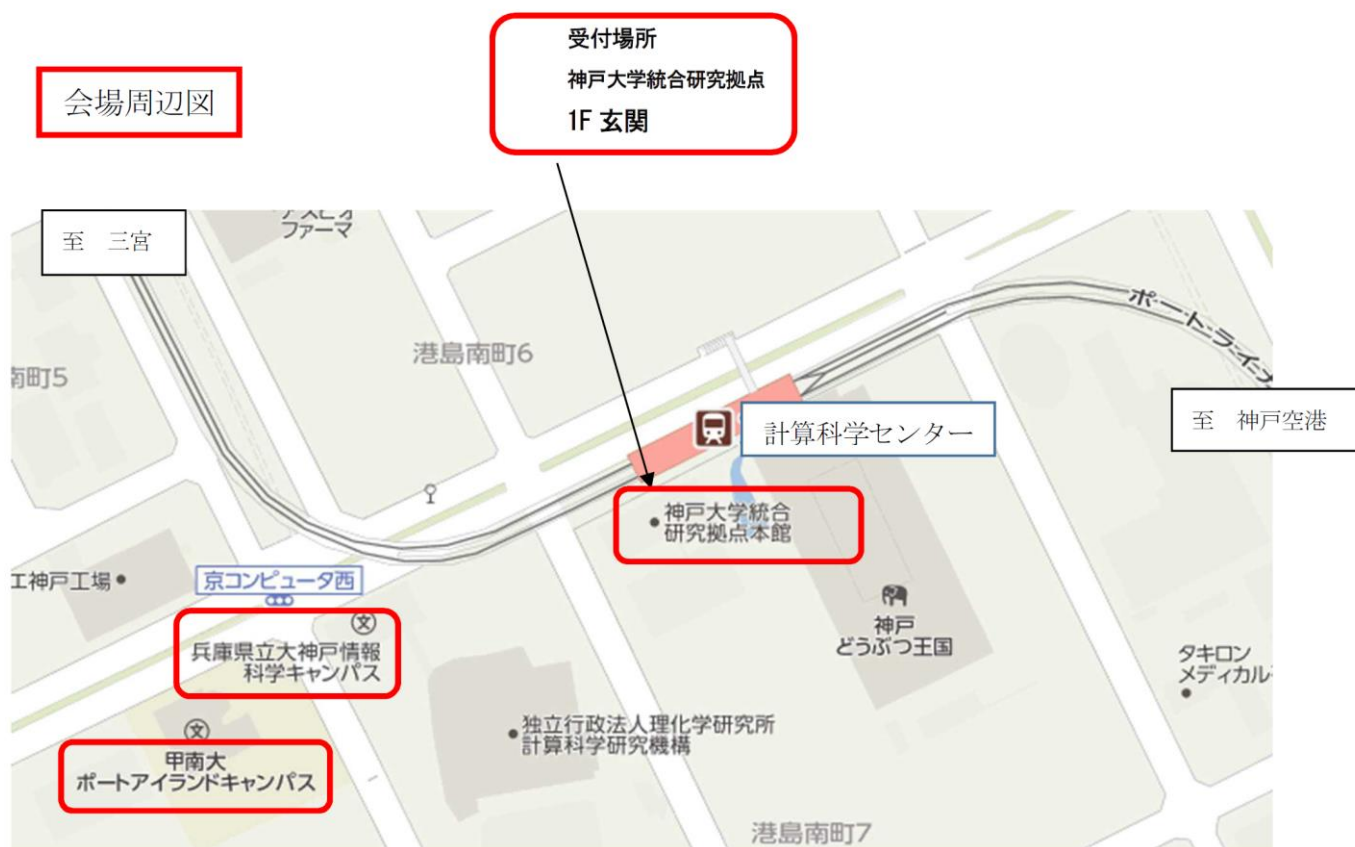 受付場所
神戸大学統合研究拠点
1F 玄関
会場周辺図
至　三宮
ファーマ
ポートライナ
南町5
港島南町6
至　神戸空港
計算科学センター
神戸大学統合
研究拠点本館
工神戸工場
京コンピュータ西
兵庫県立大神戸情報
科学キャンパス
神戸
どうぶつ王国
タキロン
メディカル
独立行政法人理化学研究所
計算科学研究機構
甲南大
ポートアイランドキャンパス
港島南町7